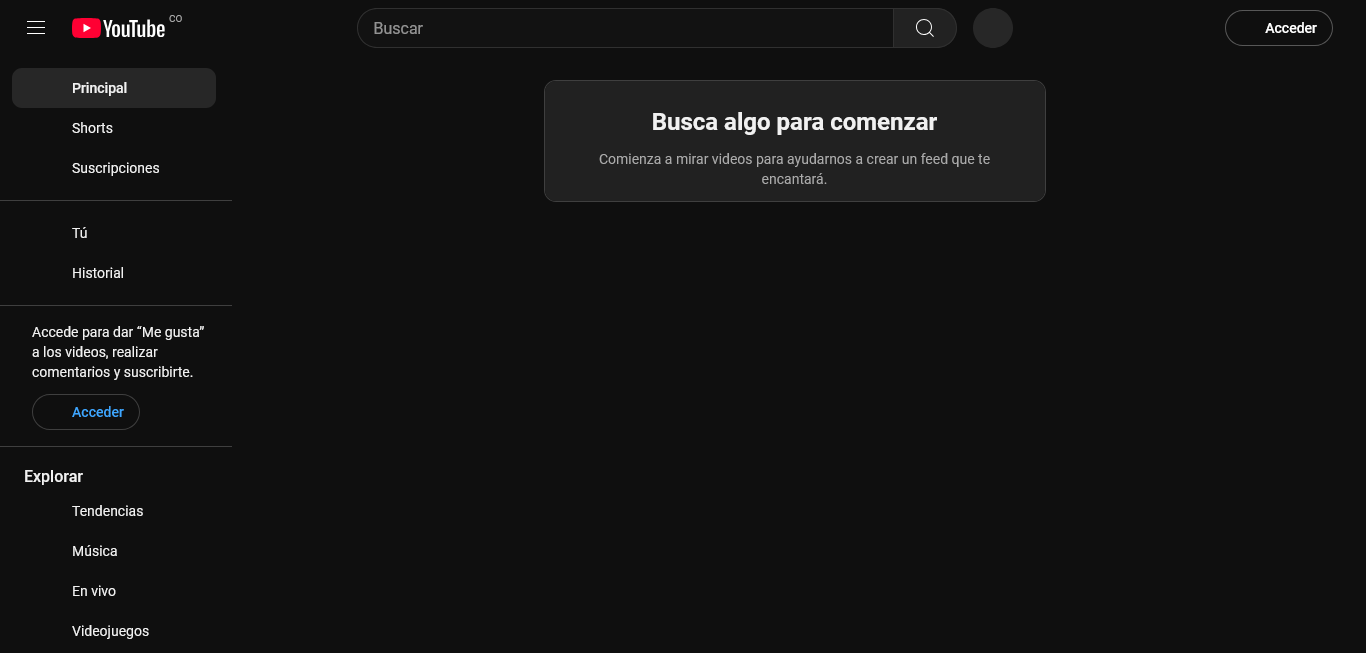 YouTube CO
Buscar
Acceder
Principal
Shorts
Suscripciones
Tú
Historial
Accede para dar “Me gusta”
a los videos, realizar
comentarios y suscribirte.
Acceder
Explorar
Tendencias
Música
En vivo
Videojuegos
Busca algo para comenzar
Comienza a mirar videos para ayudarnos a crear un feed que te
encantará.